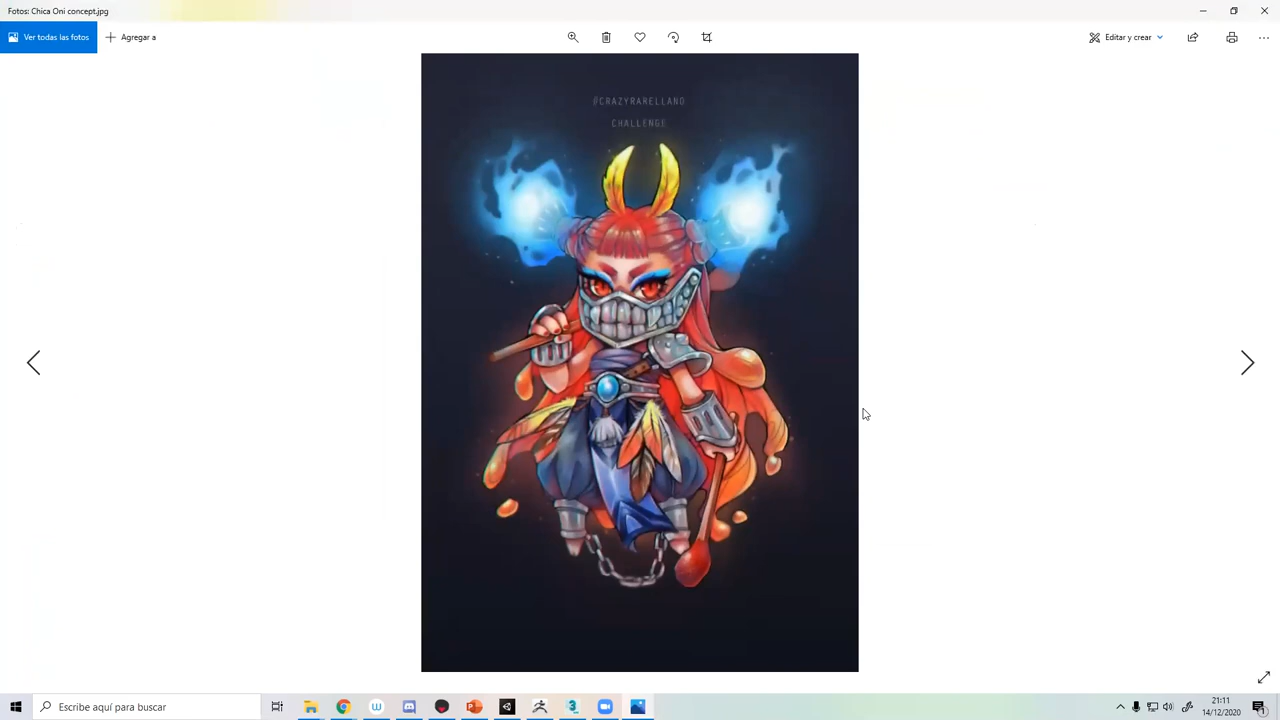 Fotos: Chica Oni concept.jpg
Ver todas las fotos
Agregar a
Editar y crear
//CRAZYRARELLANO
CHALLENGE
Escribe aquí para buscar
21:11
14/12/2020